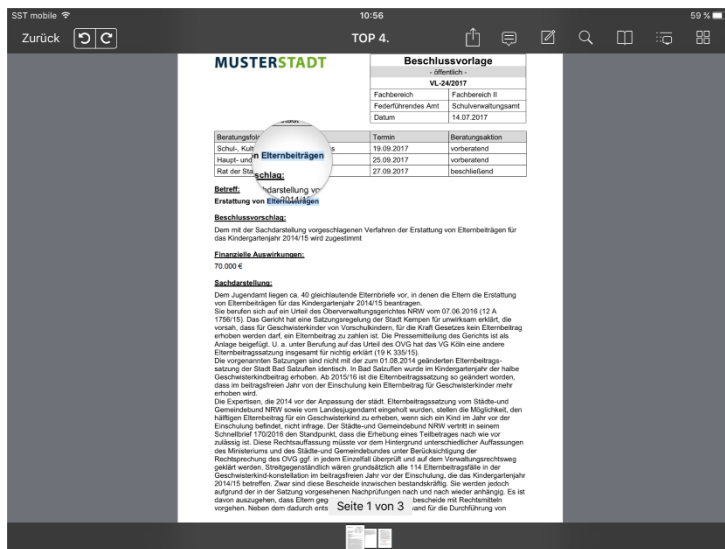 SST mobile 10:56 59 %
Zurück TOP 4.
MUSTERSTADT
Beschlussvorlage
- öffentlich -
VL-24/2017
Fachbereich Fachbereich II
Federführendes Amt Schulverwaltungsamt
Datum 14.07.2017
Beratungsfol Termin Beratungsaktion
Schul-, Kult s 19.09.2017 vorberatend
Haupt- und 25.09.2017 vorberatend
Rat der Sta 27.09.2017 beschließend
n Elternbeiträgen
schlag:
hdarstellung vo
2014/15
Betreff:
Erstattung von Elternbeiträgen
Beschlussvorschlag:
Dem mit der Sachdarstellung vorgeschlagenen Verfahren der Erstattung von Elternbeiträgen für
das Kindergartenjahr 2014/15 wird zugestimmt
Finanzielle Auswirkungen:
70.000 €
Sachdarstellung:
Dem Jugendamt liegen ca. 40 gleichlautende Elternbriefe vor, in denen die Eltern die Erstattung
von Elternbeiträgen für das Kindergartenjahr 2014/15 beantragen.
Sie berufen sich auf ein Urteil des Oberverwaltungsgerichtes NRW vom 07.06.2016 (12 A
1756/15). Das Gericht hat eine Satzungsregelung der Stadt Kempen für unwirksam erklärt, die
vorsah, dass für Geschwisterkinder von Vorschulkindern, für die Kraft Gesetzes kein Elternbeitrag
erhoben werden darf, ein Elternbeitrag zu zahlen ist. Die Pressemitteilung des Gerichts ist als
Anlage beigefügt. U. a. unter Berufung auf das Urteil des OVG hat das VG Köln eine andere
Elternbeitragssatzung insgesamt für nichtig erklärt (19 K 335/15).
Die vorgenannten Satzungen sind nicht mit der zum 01.08.2014 geänderten Elternbeitrags-
satzung der Stadt Bad Salzuflen identisch. In Bad Salzuflen wurde im Kindergartenjahr der halbe
Geschwisterkindbeitrag erhoben. Ab 2015/16 ist die Elternbeitragssatzung so geändert worden,
dass im beitragsfreien Jahr vor der Einschulung kein Elternbeitrag für Geschwisterkinder mehr
erhoben wird.
Die Expertisen, die 2014 vor der Anpassung der städt. Elternbeitragssatzung vom Städte-und
Gemeindebund NRW sowie vom Landesjugendamt eingeholt wurden, stellen die Möglichkeit, den
hälftigen Elternbeitrag für ein Geschwisterkind zu erheben, wenn sich ein Kind im Jahr vor der
Einschulung befindet, nicht infrage. Der Städte-und Gemeindebund NRW vertritt in seinem
Schnellbrief 170/2016 den Standpunkt, dass die Erhebung eines Teilbetrages nach wie vor
zulässig ist. Diese Rechtsauffassung müsste vor dem Hintergrund unterschiedlicher Auffassungen
des Ministeriums und des Städte-und Gemeindebundes unter Berücksichtigung der
Rechtsprechung des OVG ggf. in jedem Einzelfall überprüft und auf dem Verwaltungsrechtsweg
geklärt werden. Streitgegenständlich wären grundsätzlich alle 114 Elternbeitragsfälle in der
Geschwisterkind-konstellation im beitragsfreien Jahr vor der Einschulung, die das Kindergartenjahr
2014/15 betreffen. Zwar sind diese Bescheide inzwischen bestandskräftig. Sie werden jedoch
aufgrund der in der Satzung vorgesehenen Nachprüfungen nach und nach wieder anhängig. Es ist
davon auszugehen, dass Eltern geg bescheide mit Rechtsmitteln
vorgehen. Neben dem dadurch ents and für die Durchführung von
Seite 1 von 3